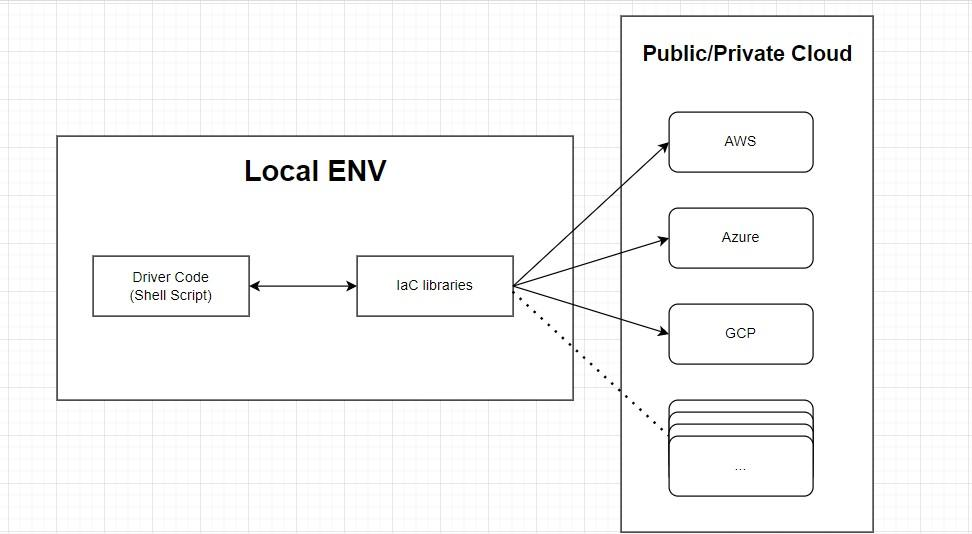 Public/Private Cloud
AWS
Local ENV
Azure
Driver Code
(Shell Script)
IaC libraries
GCP
...